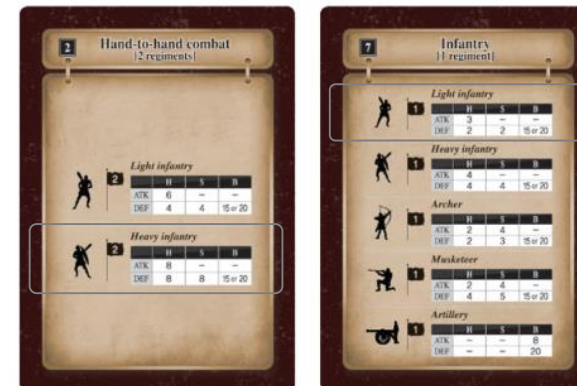 2
Hand-to-hand combat
[2 regiments]
Light infantry
2
H S B
ATK 6 – –
DEF 4 4 15 or 20
Heavy infantry
2
H S B
ATK 8 – –
DEF 8 8 15 or 20
7
Infantry
[1 regiment]
Light infantry
1
H S B
ATK 3 – –
DEF 2 2 15 or 20
Heavy infantry
1
H S B
ATK 4 – –
DEF 4 4 15 or 20
Archer
1
H S B
ATK 2 4 –
DEF 2 3 15 or 20
Musketeer
1
H S B
ATK 2 4 –
DEF 4 5 15 or 20
Artillery
1
H S B
ATK – – 8
DEF – – 20